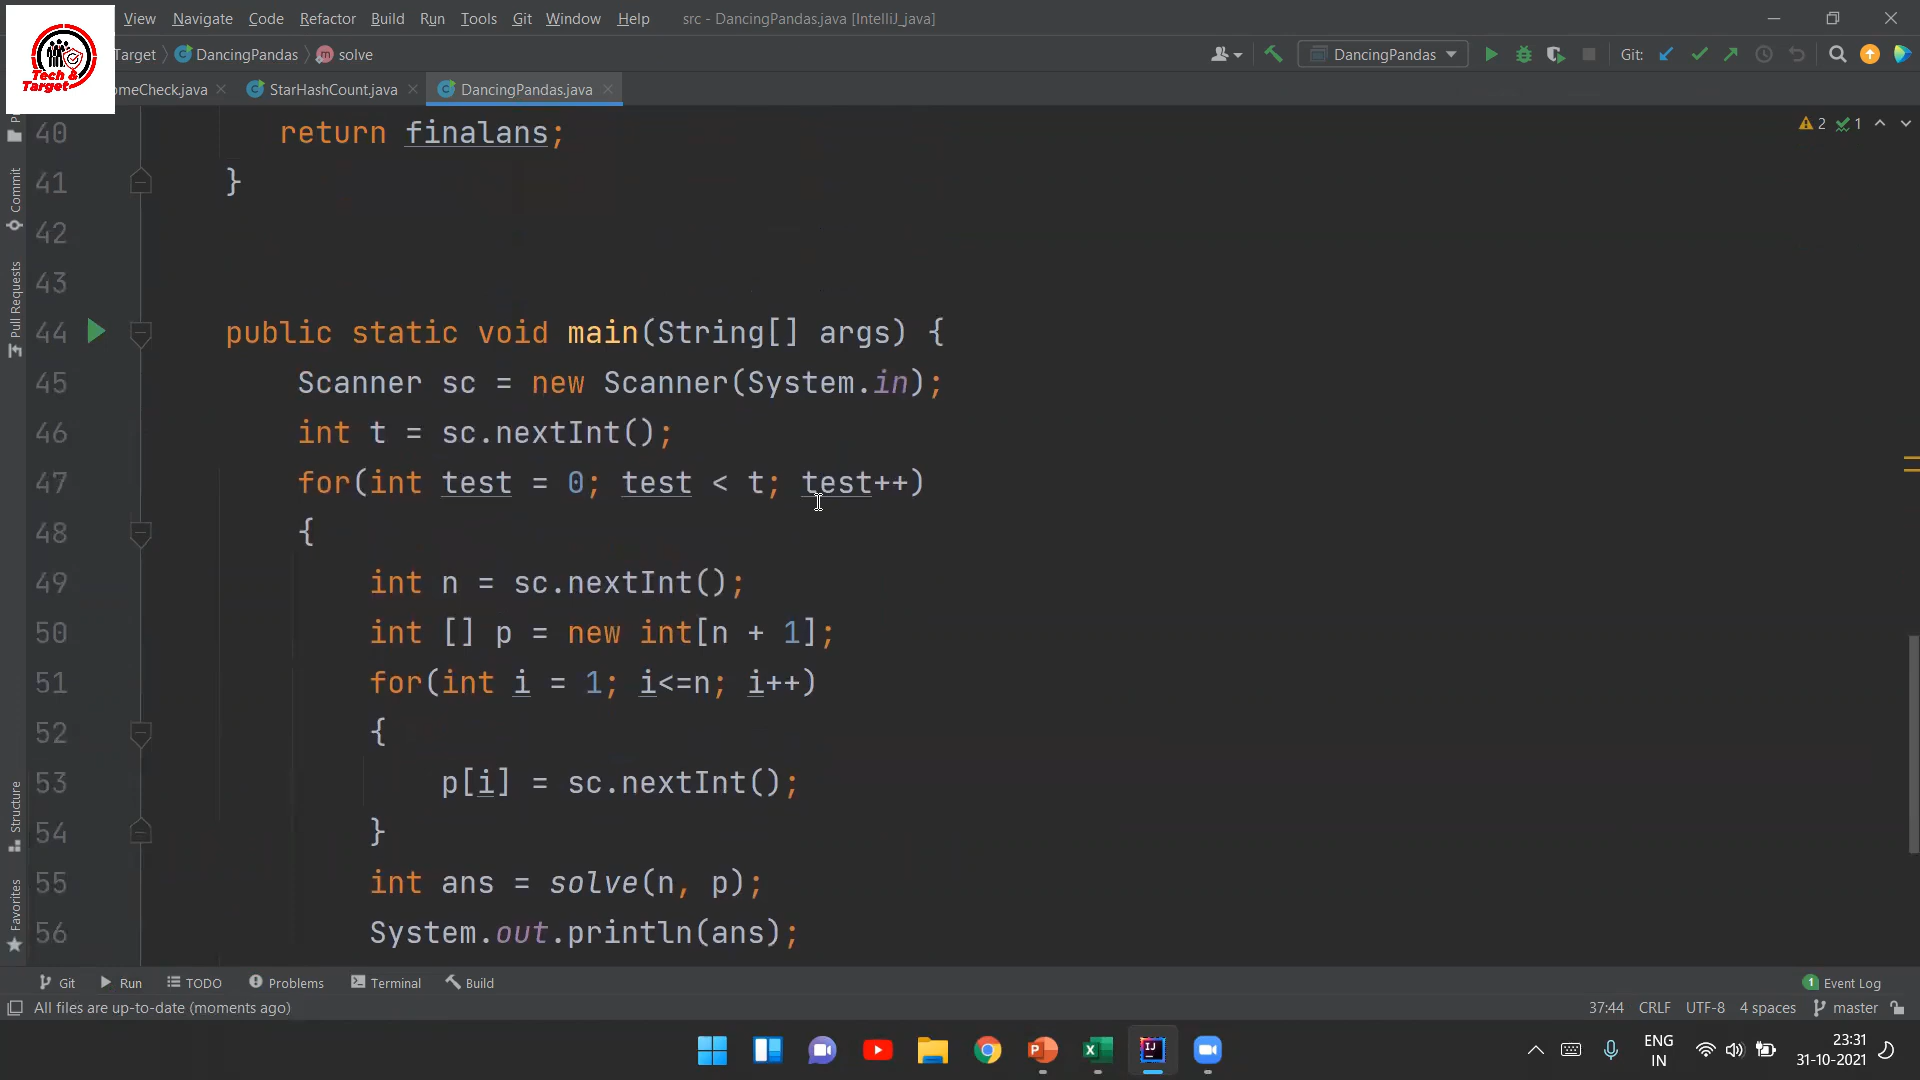 View Navigate Code Refactor Build Run Tools Git Window Help src - DancingPandas.java [IntelliJ_java]
Tech &
Target
Target DancingPandas solve DancingPandas Git:
omeCheck.java StarHashCount.java DancingPandas.java
2 1
40 return finalans;
41 }
42
43
44 public static void main(String[] args) {
45 Scanner sc = new Scanner(System.in);
46 int t = sc.nextInt();
47 for(int test = 0; test < t; test++)
48 {
49 int n = sc.nextInt();
50 int [] p = new int[n + 1];
51 for(int i = 1; i<=n; i++)
52 {
53 p[i] = sc.nextInt();
54 }
55 int ans = solve(n, p);
56 System.out.println(ans);
Commit
Pull Requests
Structure
Favorites
Git Run TODO Problems Terminal Build 1 Event Log
All files are up-to-date (moments ago) 37:44 CRLF UTF-8 4 spaces master
ENG
IN
23:31
31-10-2021